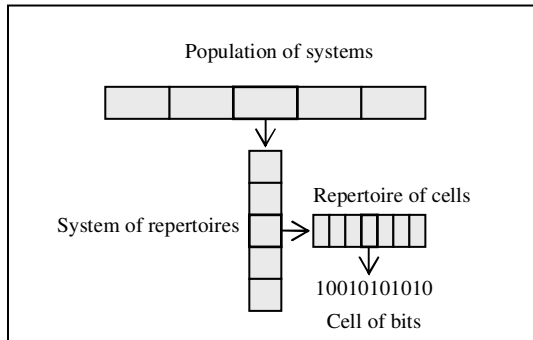 Population of systems
Repertoire of cells
System of repertoires
10010101010
Cell of bits